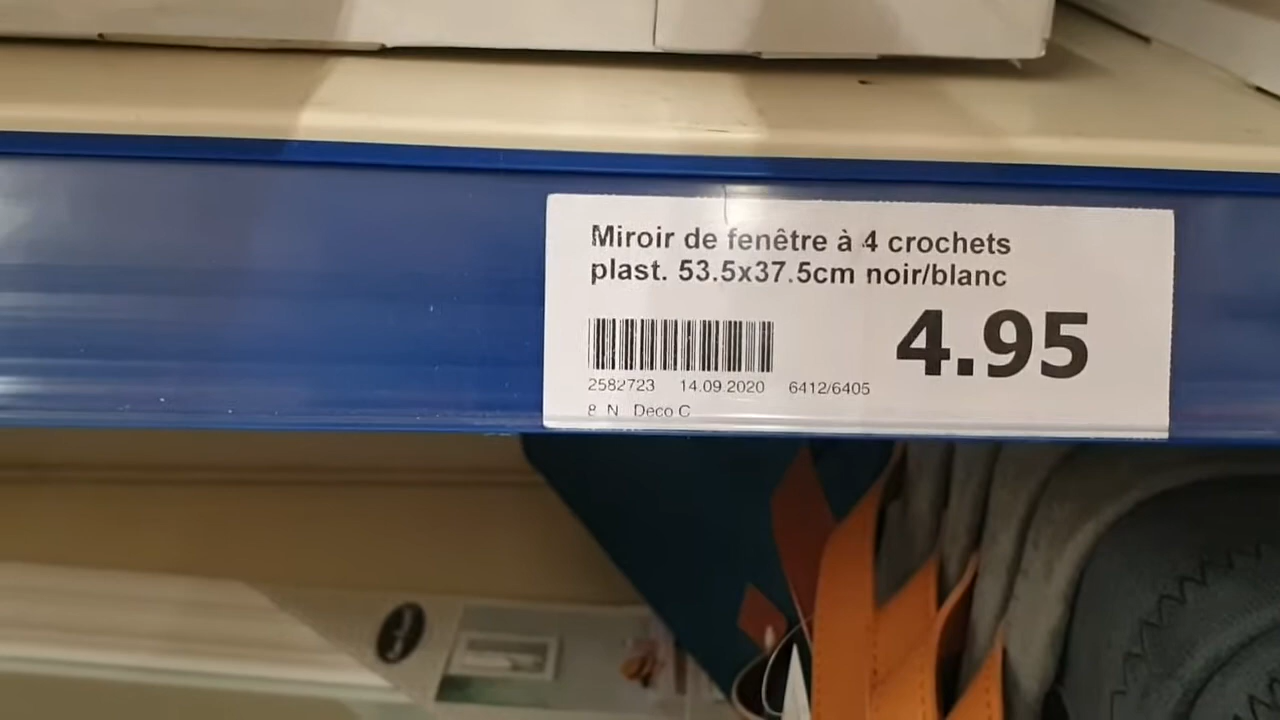 Miroir de fenêtre à 4 crochets
plast. 53.5x37.5cm noir/blanc
4.95
2582723 14.09.2020 6412/6405
8 N Deco C